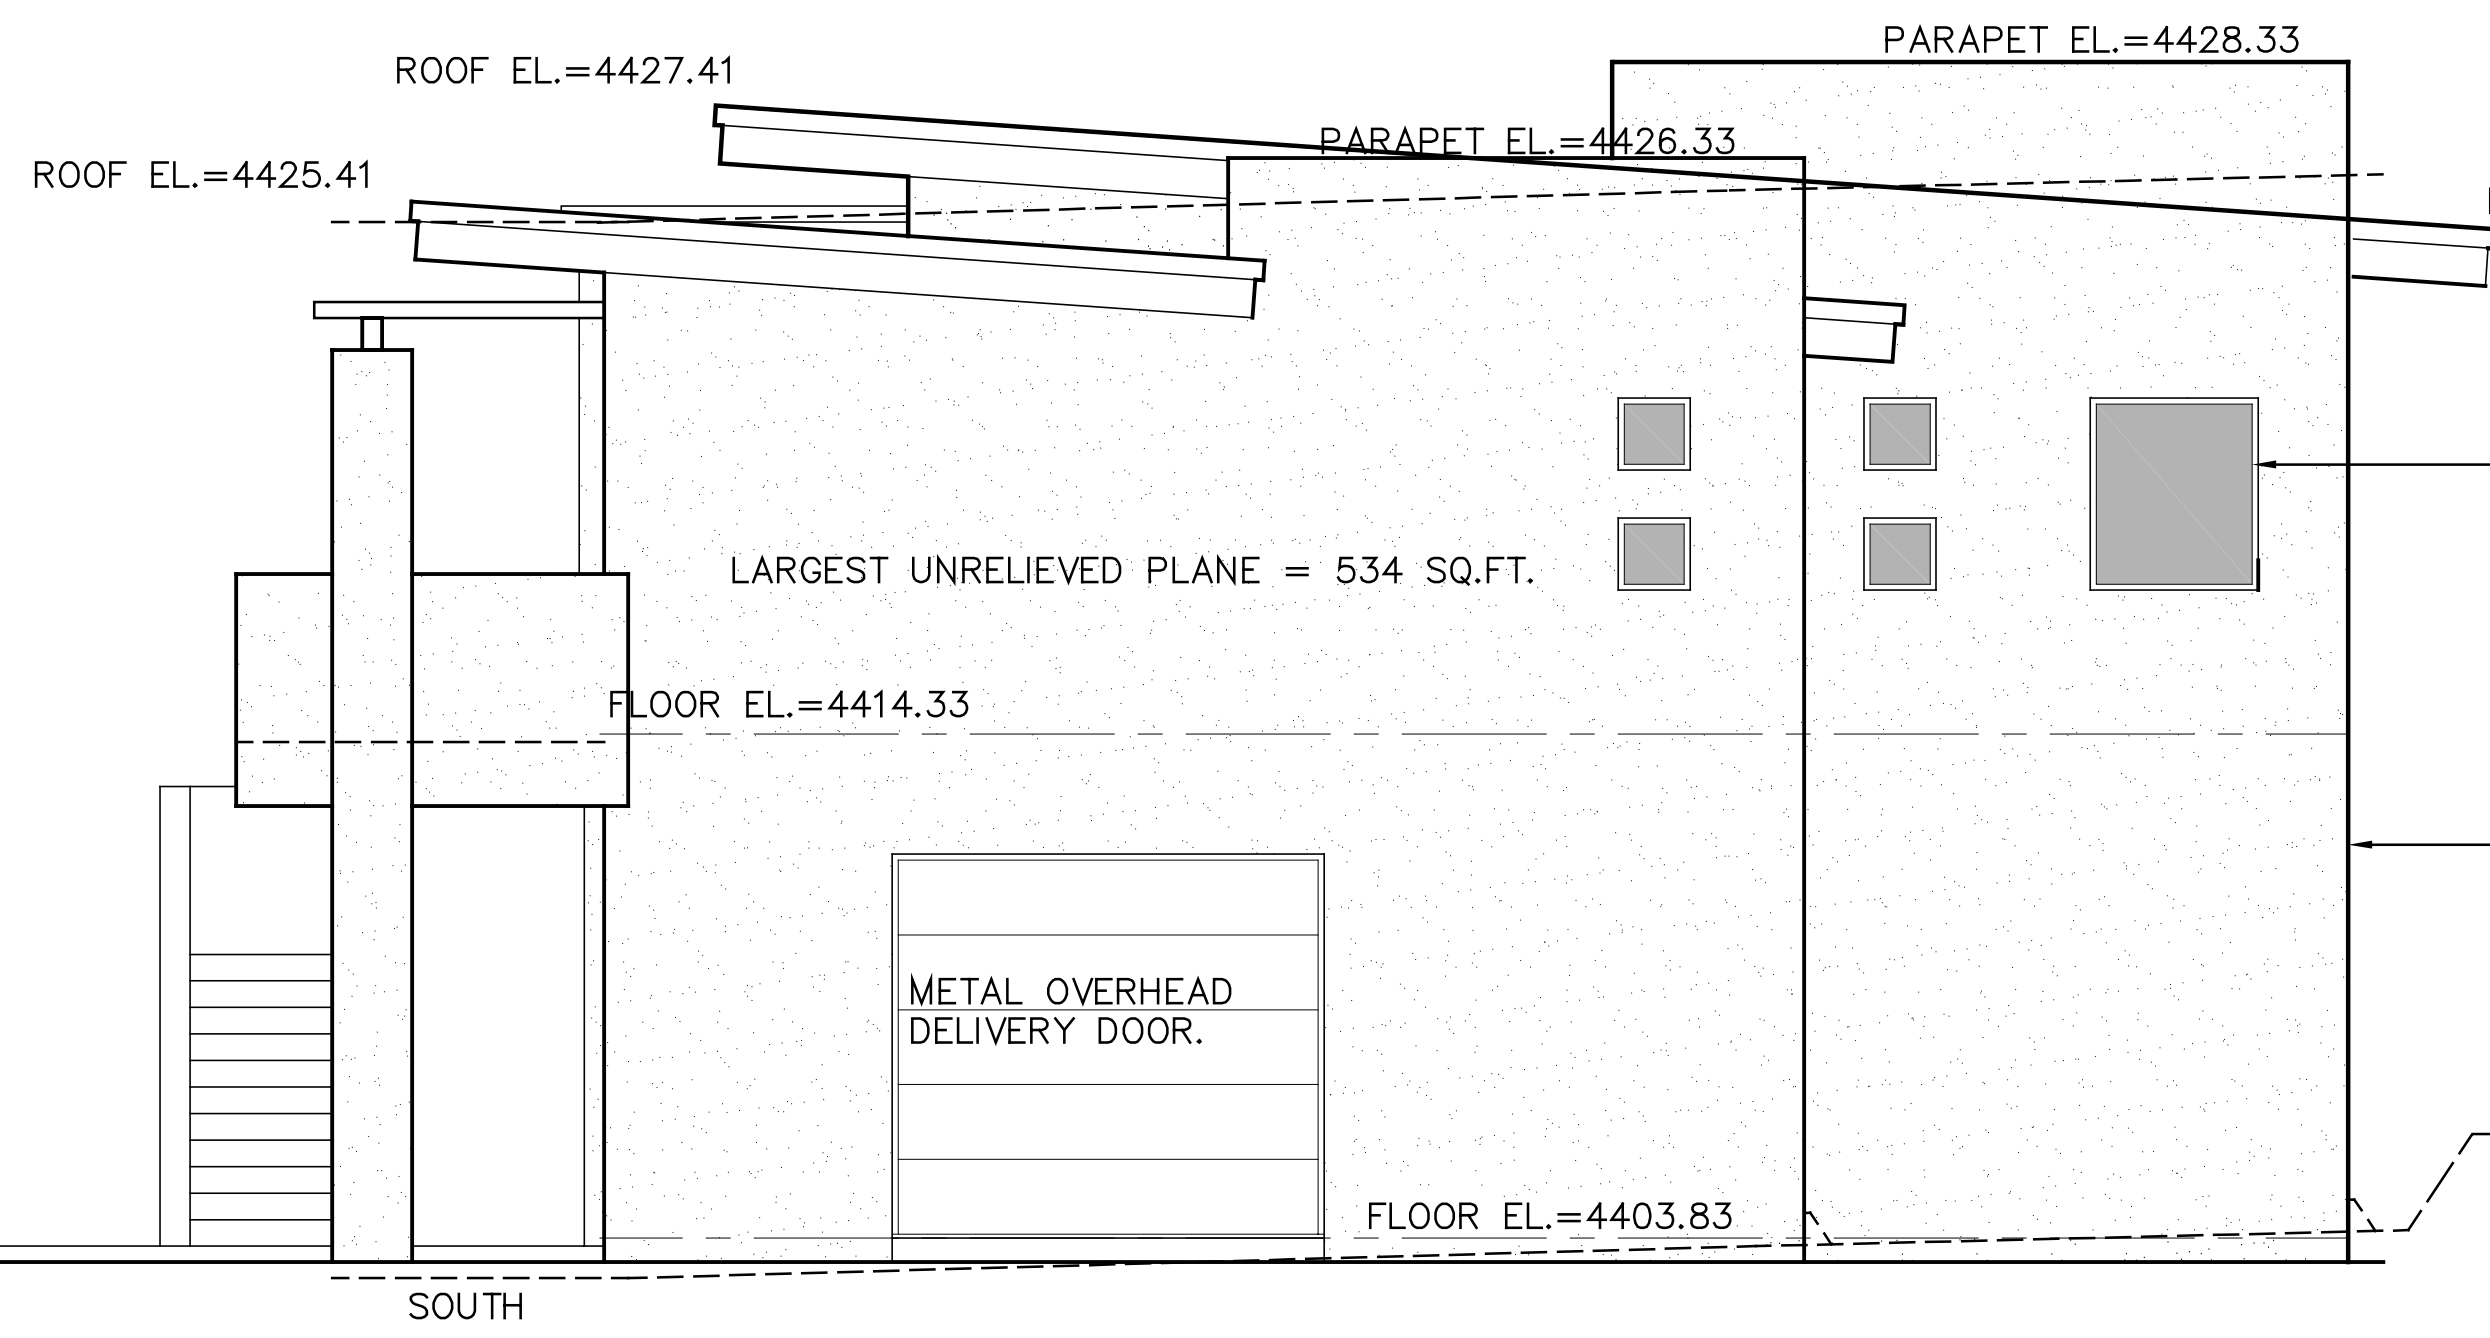 PARAPET EL.=4428.33
ROOF EL.=4427.41
PARAPET EL.=4426.33
ROOF EL.=4425.41
LARGEST UNRELIEVED PLANE = 534 SQ.FT.
FLOOR EL.=4414.33
METAL OVERHEAD
DELIVERY DOOR.
FLOOR EL.=4403.83
SOUTH